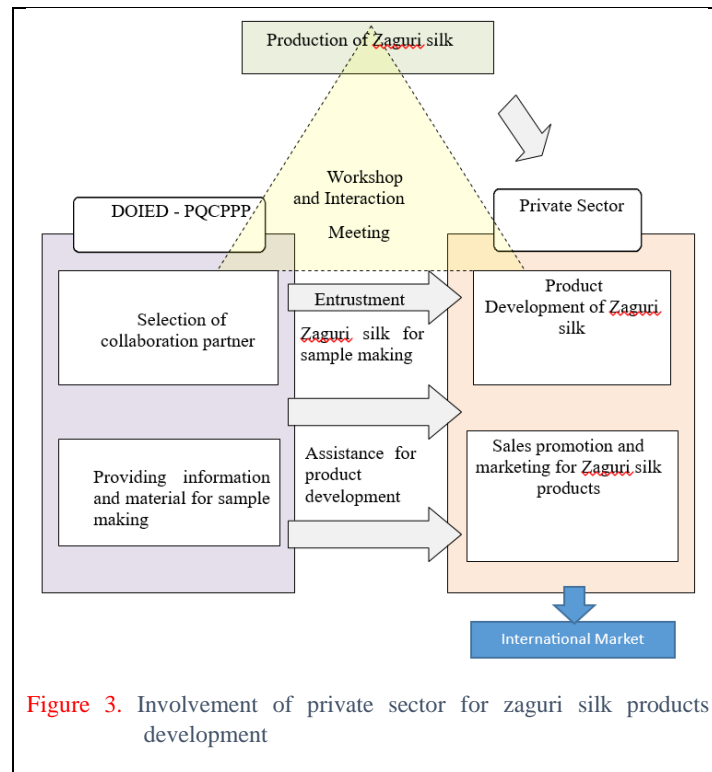 Production of Zaguri silk
Workshop
and Interaction
Meeting
DOIED - PQCPPP
Private Sector
Selection of
collaboration partner
Entrustment
Zaguri silk for
sample making
Product
Development of Zaguri
silk
Providing information
and material for sample
making
Assistance for
product
development
Sales promotion and
marketing for Zaguri silk
products
International Market
Figure 3. Involvement of private sector for zaguri silk products
development